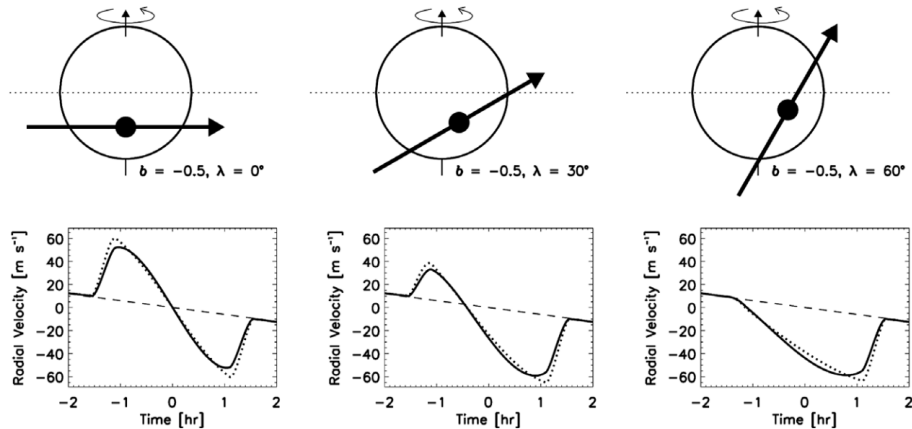 b = −0.5, λ = 0°
b = −0.5, λ = 30°
b = −0.5, λ = 60°
Radial Velocity [m s⁻¹]
60
40
20
0
−20
−40
−60
−2 −1 0 1 2
Time [hr]
Radial Velocity [m s⁻¹]
60
40
20
0
−20
−40
−60
−2 −1 0 1 2
Time [hr]
Radial Velocity [m s⁻¹]
60
40
20
0
−20
−40
−60
−2 −1 0 1 2
Time [hr]